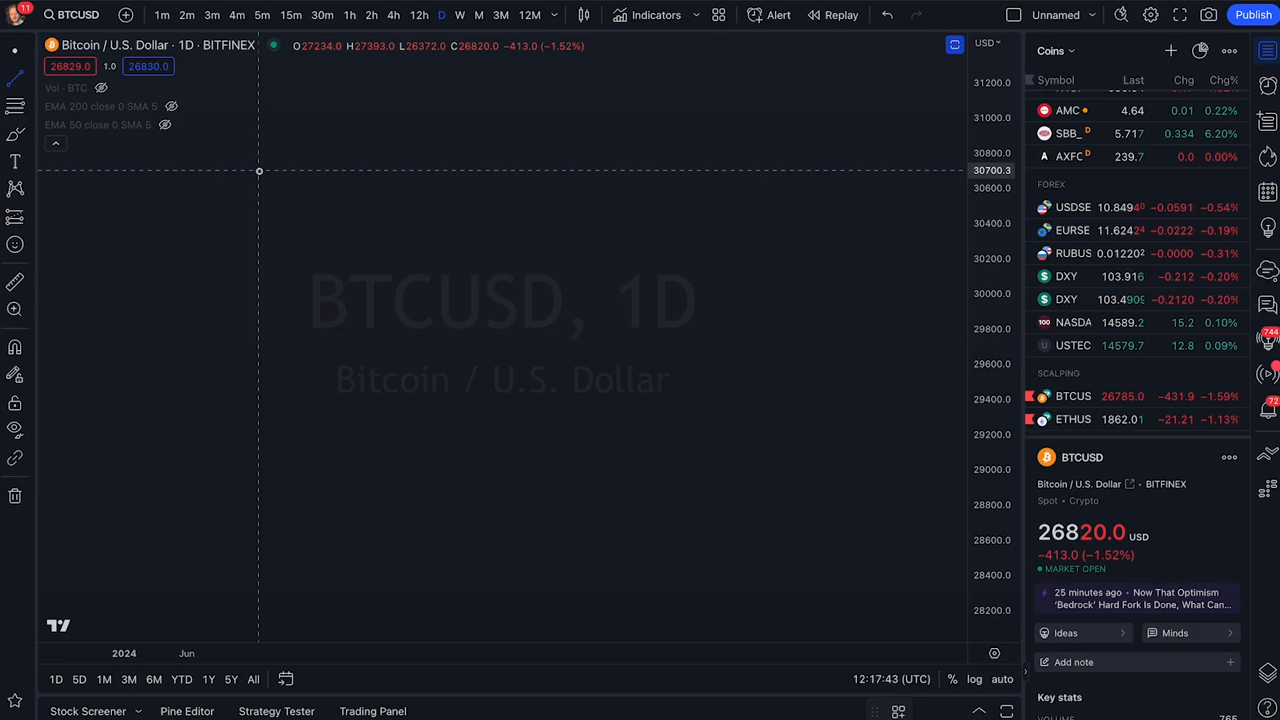 11 BTCUSD 1m 2m 3m 4m 5m 15m 30m 1h 2h 4h 12h D W M 3M 12M Indicators Alert Replay Unnamed Publish
Bitcoin / U.S. Dollar · 1D · BITFINEX O27234.0 H27393.0 L26372.0 C26820.0 −413.0 (−1.52%) USD
26829.0 1.0 26830.0
Vol · BTC
EMA 200 close 0 SMA 5
EMA 50 close 0 SMA 5
BTCUSD, 1D
Bitcoin / U.S. Dollar
31200.0
31000.0
30800.0
30700.3
30600.0
30400.0
30200.0
30000.0
29800.0
29600.0
29400.0
29200.0
29000.0
28800.0
28600.0
28400.0
28200.0
2024 Jun
1D 5D 1M 3M 6M YTD 1Y 5Y All 12:17:43 (UTC) % log auto
Stock Screener Pine Editor Strategy Tester Trading Panel
Coins
Symbol Last Chg Chg%
AMC 4.64 0.01 0.22%
SBB_ D 5.717 0.334 6.20%
A AXFC D 239.7 0.0 0.00%
FOREX
USDSE 10.84940 −0.0591 −0.54%
EURSE 11.62424 −0.0222 −0.19%
RUBUS 0.012202 −0.0000 −0.31%
DXY 103.916 −0.212 −0.20%
DXY 103.4909 −0.2120 −0.20%
100 NASDA 14589.2 15.2 0.10%
U USTEC 14579.7 12.8 0.09%
SCALPING
BTCUS 26785.0 −431.9 −1.59%
ETHUS 1862.01 −21.21 −1.13%
BTCUSD
Bitcoin / U.S. Dollar • BITFINEX
Spot • Crypto
26820.0 USD
−413.0 (−1.52%)
MARKET OPEN
25 minutes ago • Now That Optimism
‘Bedrock’ Hard Fork Is Done, What Can...
Ideas Minds
Add note
Key stats
744
72